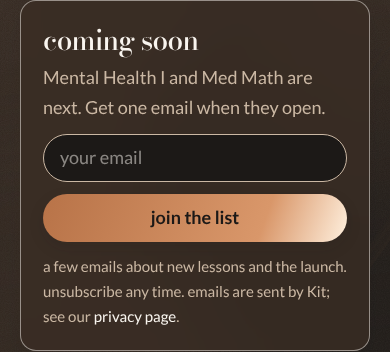 coming soon
Mental Health I and Med Math are
next. Get one email when they open.
your email
join the list
a few emails about new lessons and the launch.
unsubscribe any time. emails are sent by Kit;
see our privacy page.